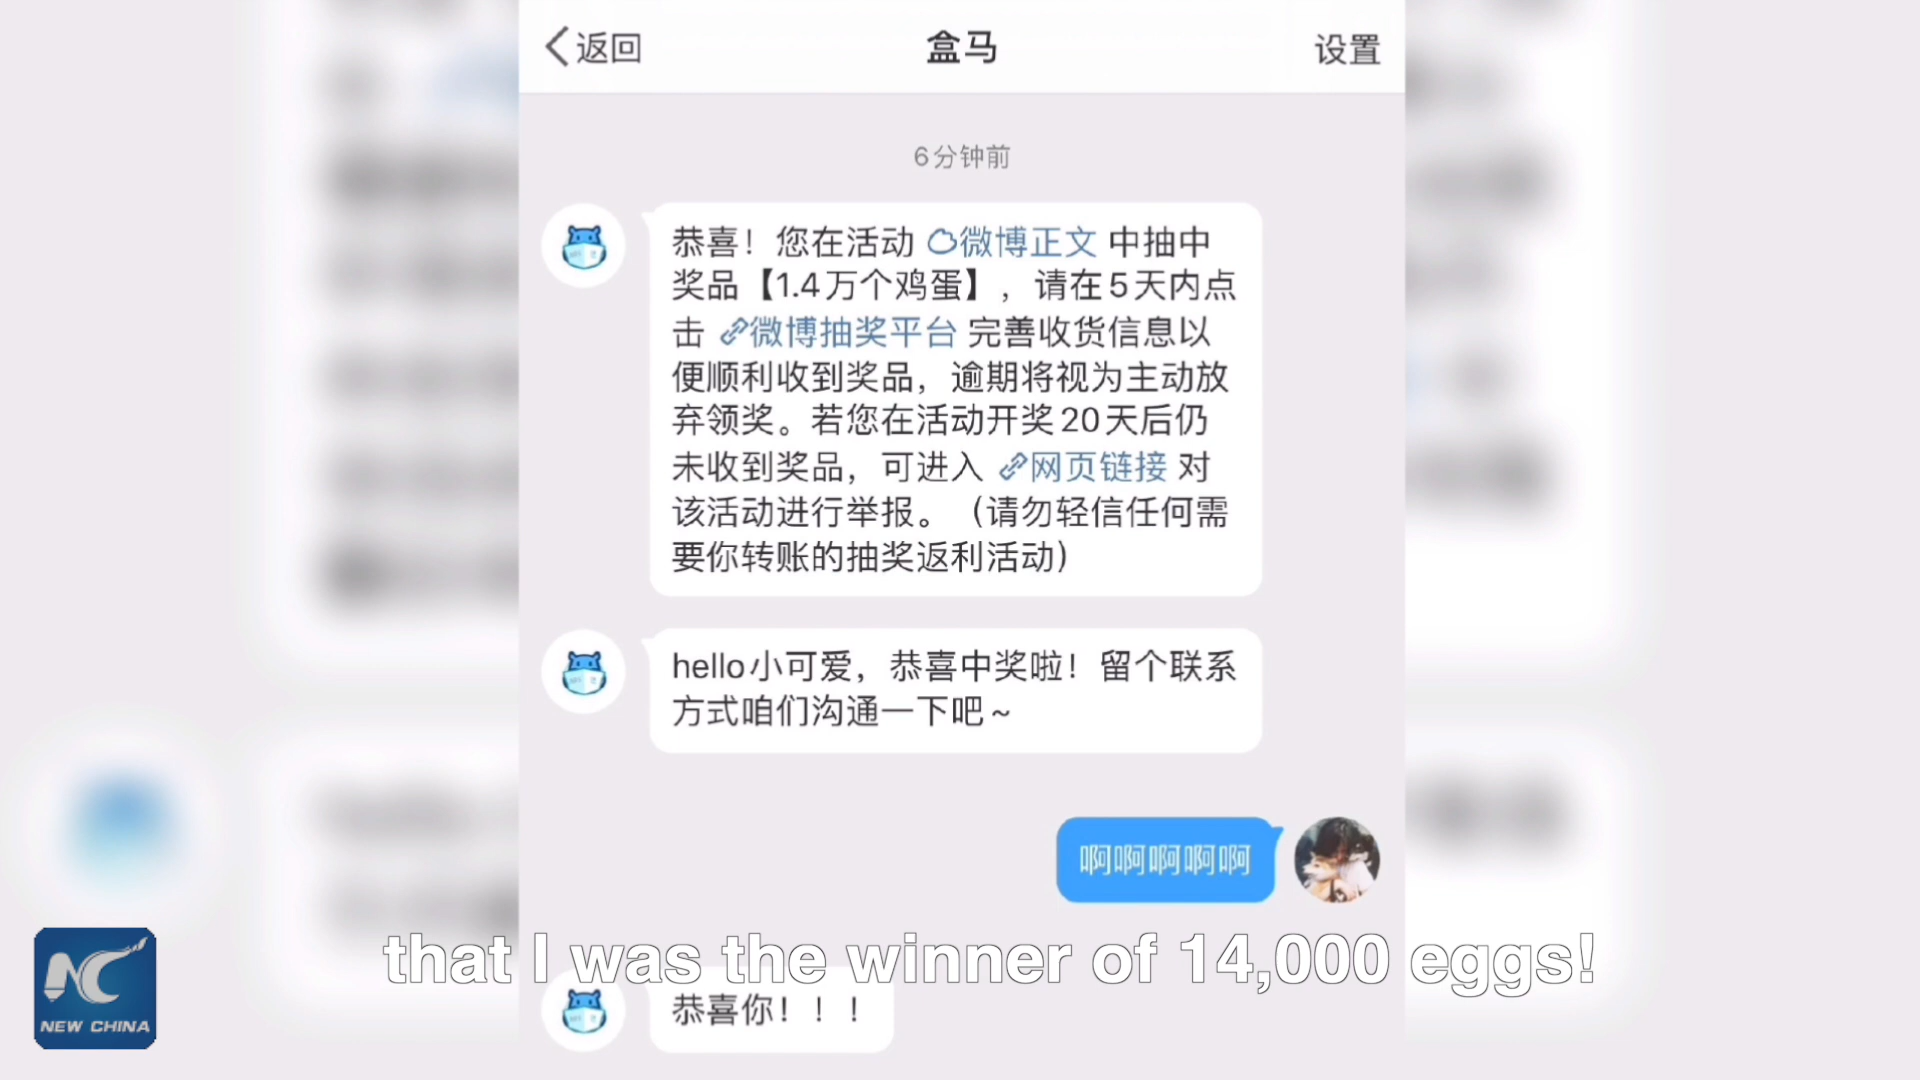 返回
盒马
设置
6分钟前
恭喜！您在活动 微博正文 中抽中
奖品【1.4万个鸡蛋】，请在5天内点
击 微博抽奖平台 完善收货信息以
便顺利收到奖品，逾期将视为主动放
弃领奖。若您在活动开奖20天后仍
未收到奖品，可进入 网页链接 对
该活动进行举报。（请勿轻信任何需
要你转账的抽奖返利活动）
hello小可爱，恭喜中奖啦！留个联系
方式咱们沟通一下吧~
啊啊啊啊啊
that I was the winner of 14,000 eggs!
恭喜你！！！
NEW CHINA